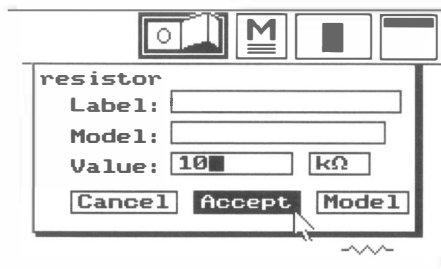 M
resistor
Label:
Model:
Value: 10 kΩ
Cancel Accept Model